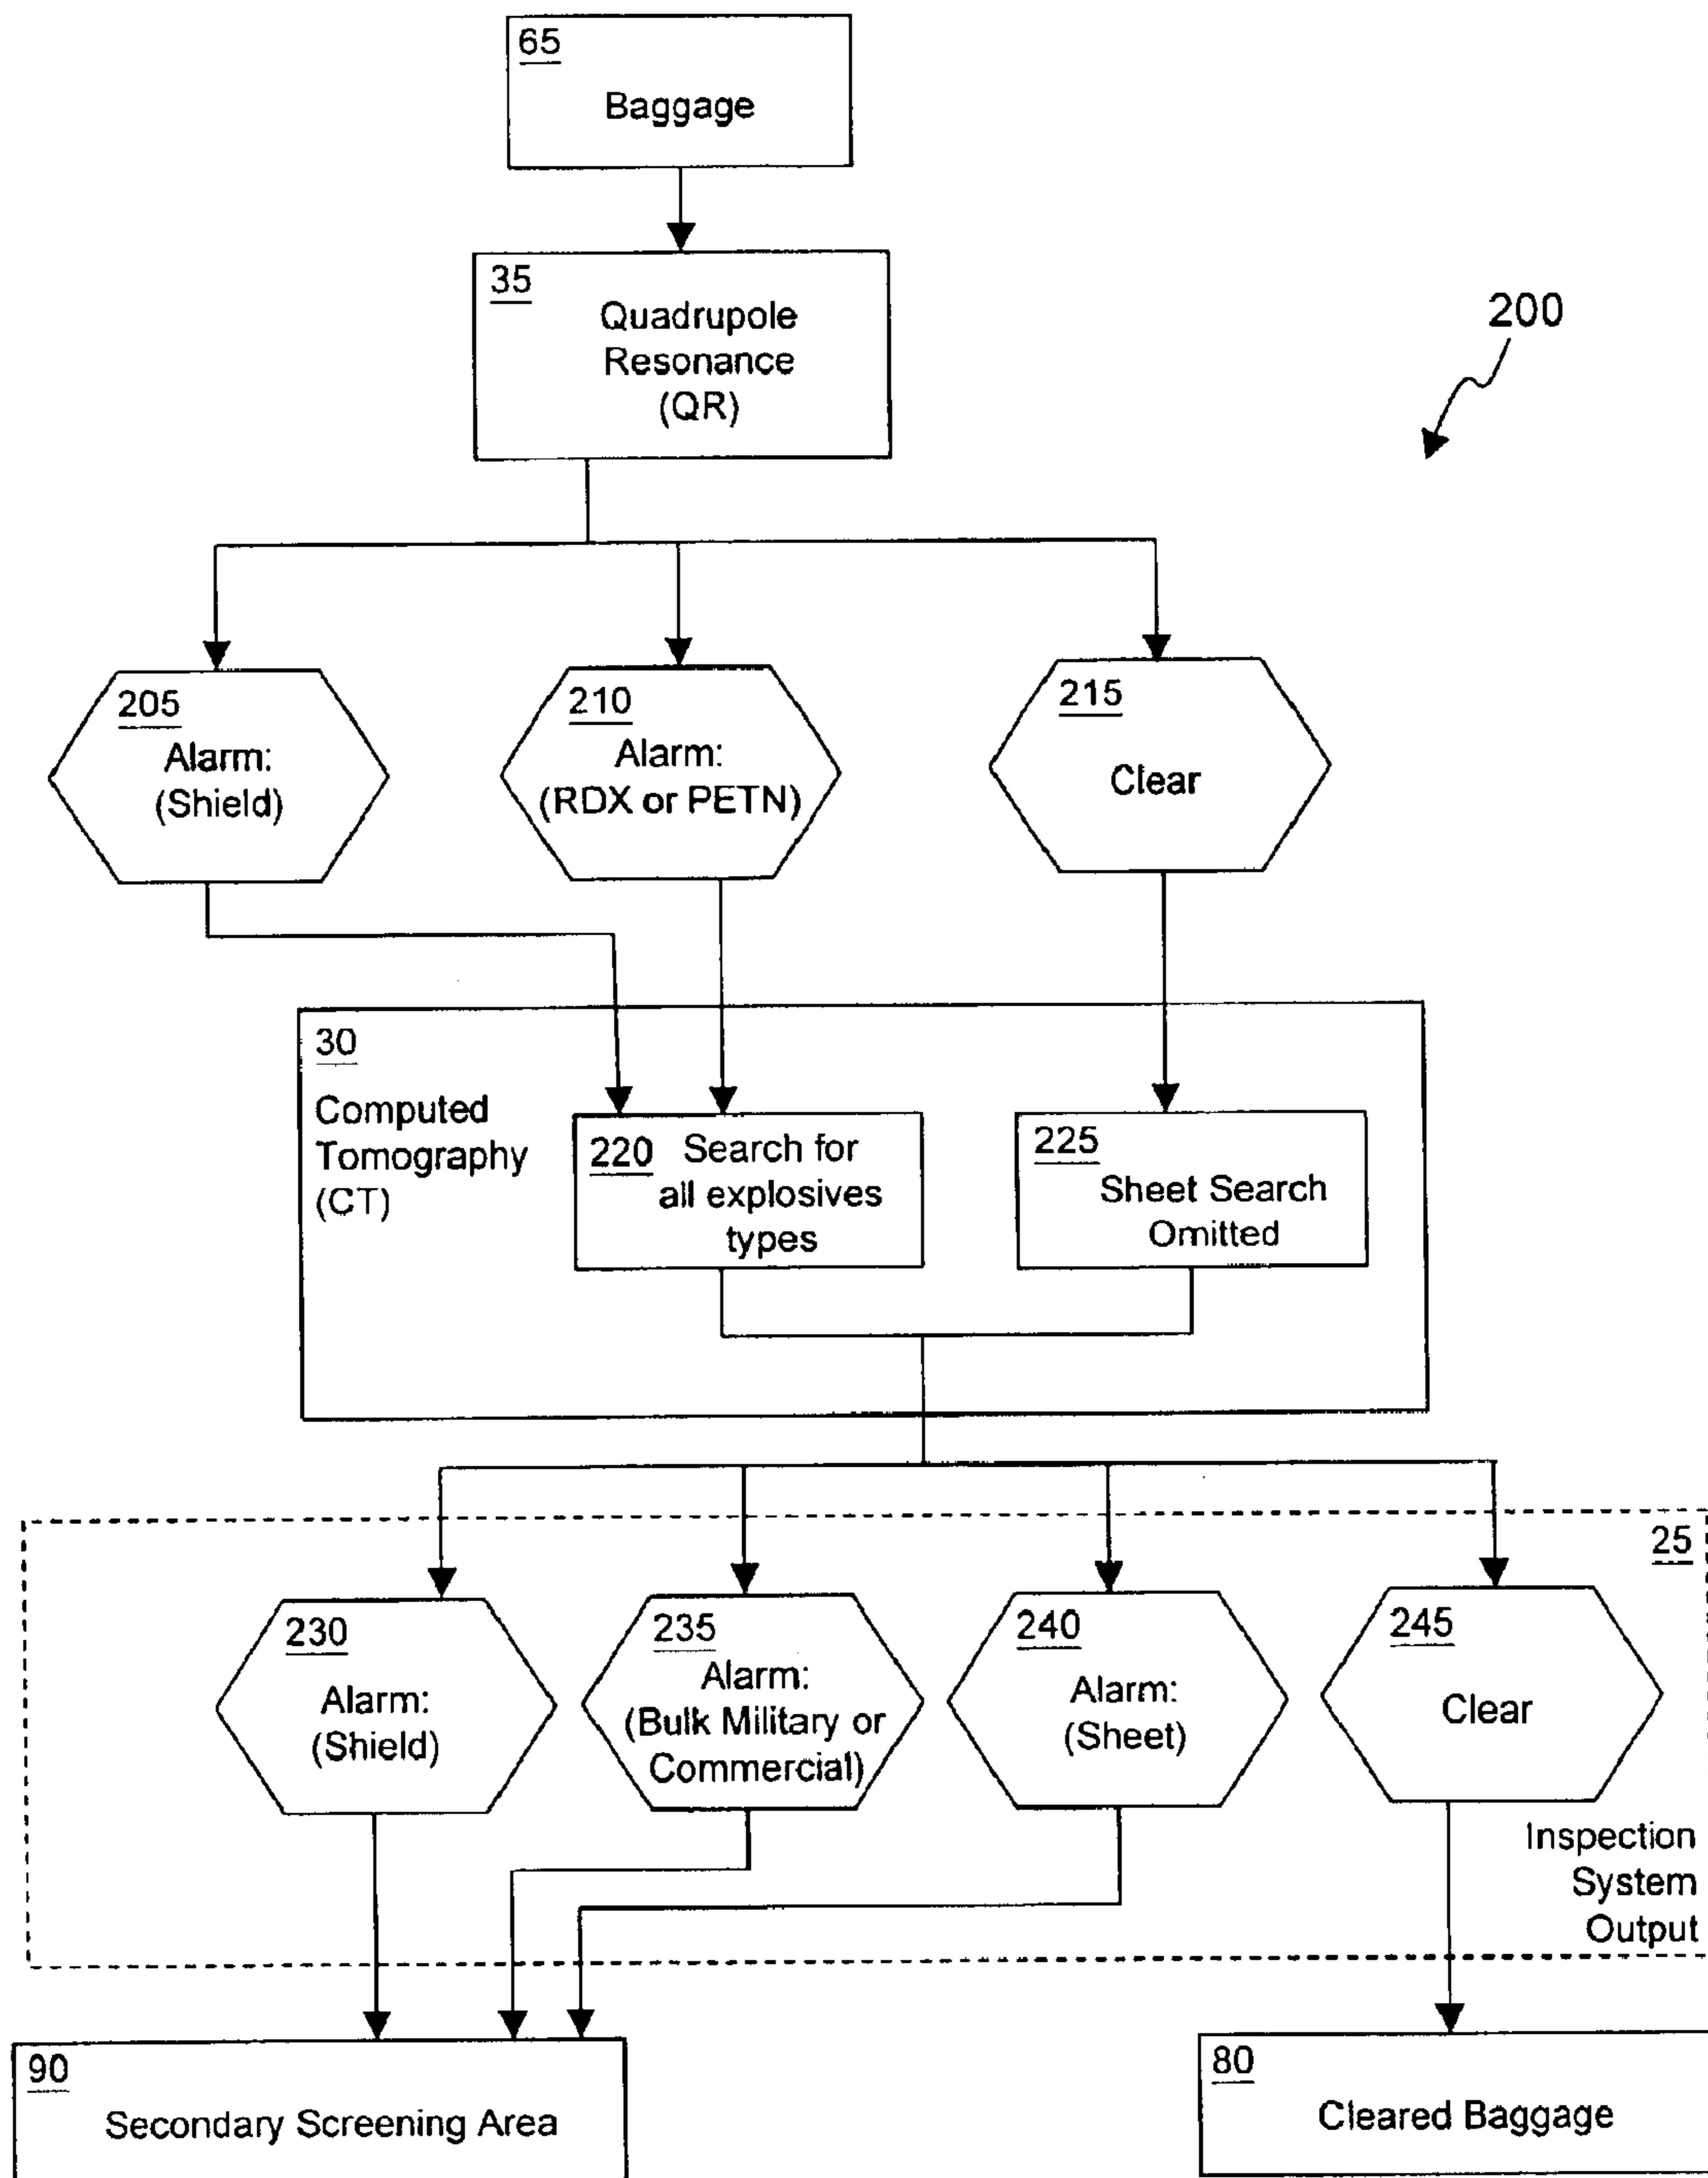 65
Baggage
35
Quadrupole
Resonance
(QR)
200
205
Alarm:
(Shield)
210
Alarm:
(RDX or PETN)
215
Clear
30
Computed
Tomography
(CT)
220 Search for
all explosives
types
225
Sheet Search
Omitted
25
230
Alarm:
(Shield)
235
Alarm:
(Bulk Military or
Commercial)
240
Alarm:
(Sheet)
245
Clear
Inspection
System
Output
90
Secondary Screening Area
80
Cleared Baggage